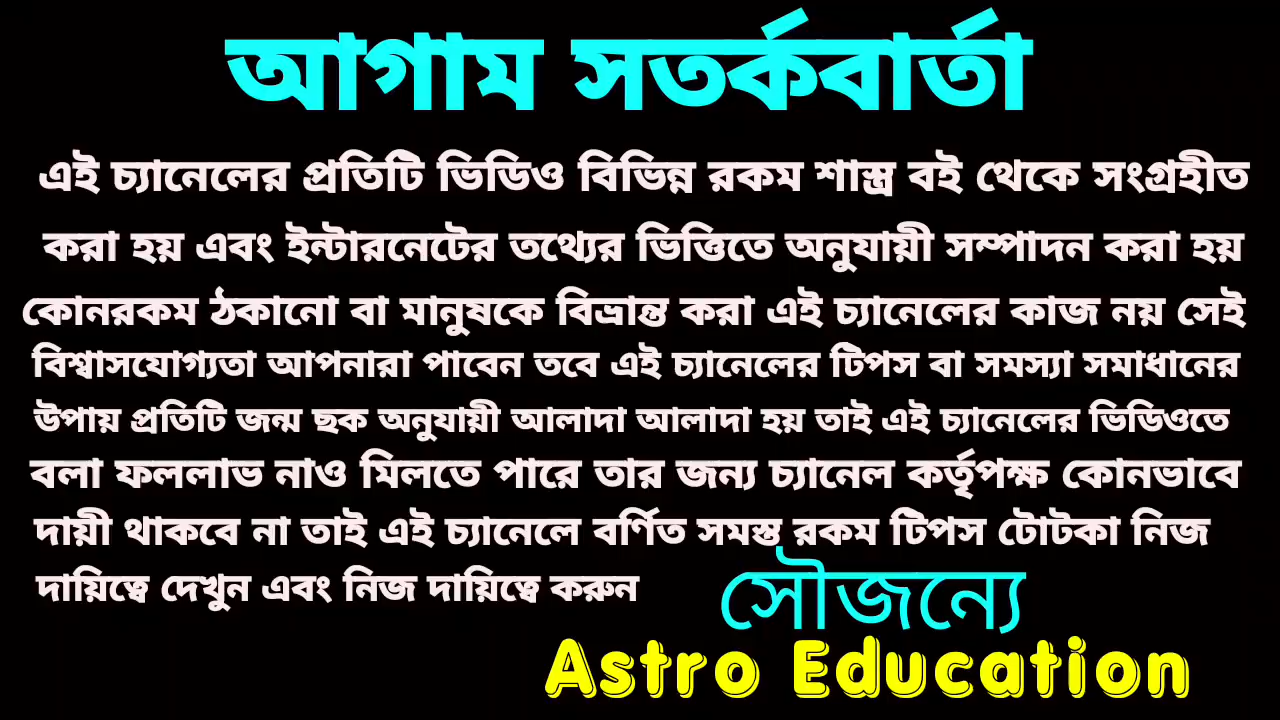 আগাম সতর্কবার্তা
এই চ্যানেলের প্রতিটি ভিডিও বিভিন্ন রকম শাস্ত্র বই থেকে সংগ্রহীত
করা হয় এবং ইন্টারনেটের তথ্যের ভিত্তিতে অনুযায়ী সম্পাদন করা হয়
কোনরকম ঠকানো বা মানুষকে বিভ্রান্ত করা এই চ্যানেলের কাজ নয় সেই
বিশ্বাসযোগ্যতা আপনারা পাবেন তবে এই চ্যানেলের টিপস বা সমস্যা সমাধানের
উপায় প্রতিটি জন্ম ছক অনুযায়ী আলাদা আলাদা হয় তাই এই চ্যানেলের ভিডিওতে
বলা ফললাভ নাও মিলতে পারে তার জন্য চ্যানেল কর্তৃপক্ষ কোনভাবে
দায়ী থাকবে না তাই এই চ্যানেলে বর্ণিত সমস্ত রকম টিপস টোটকা নিজ
দায়িত্বে দেখুন এবং নিজ দায়িত্বে করুন
সৌজন্যে
Astro Education